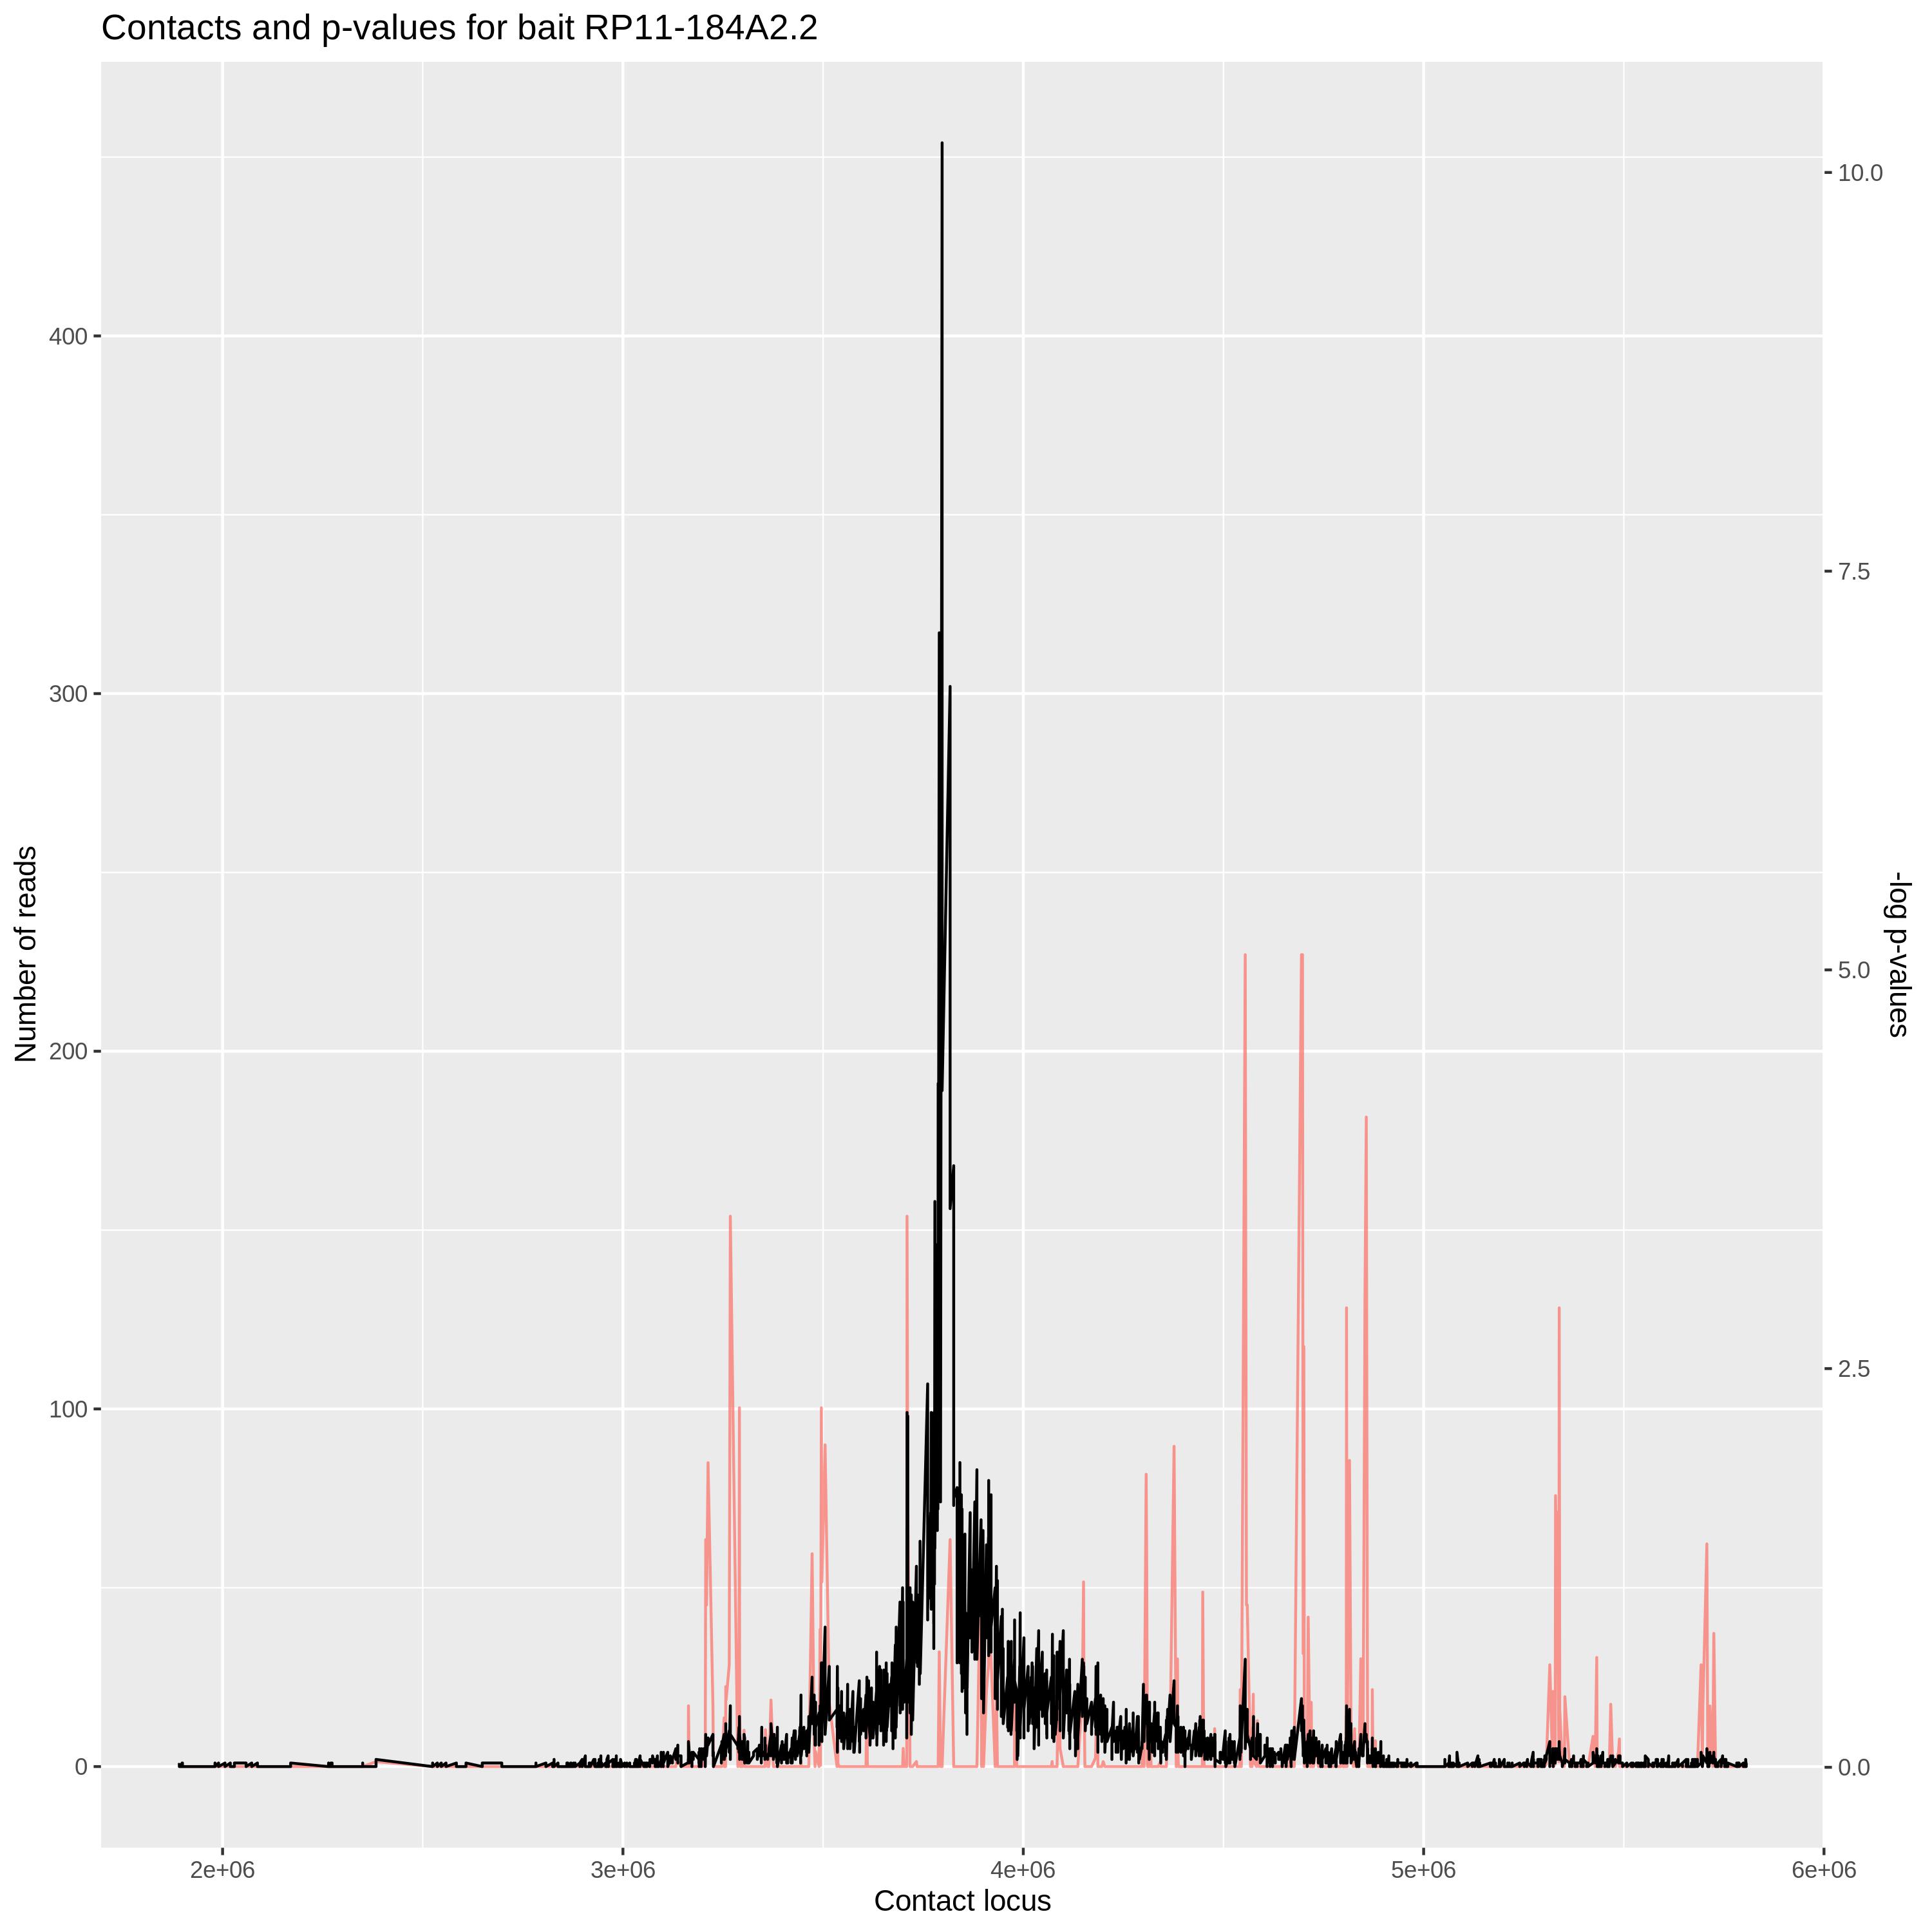 Contacts and p-values for bait RP11-184A2.2
Number of reads
400
300
200
100
0
10.0
7.5
5.0
2.5
0.0
-log p-values
2e+06
3e+06
4e+06
5e+06
6e+06
Contact locus